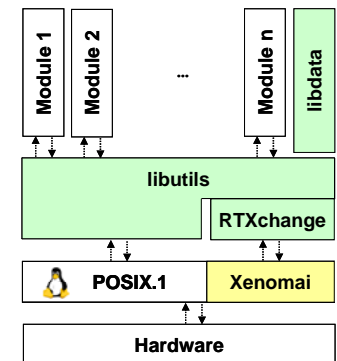 Module 1
Module 2
...
Module n
libdata
libutils
RTXchange
POSIX.1
Xenomai
Hardware